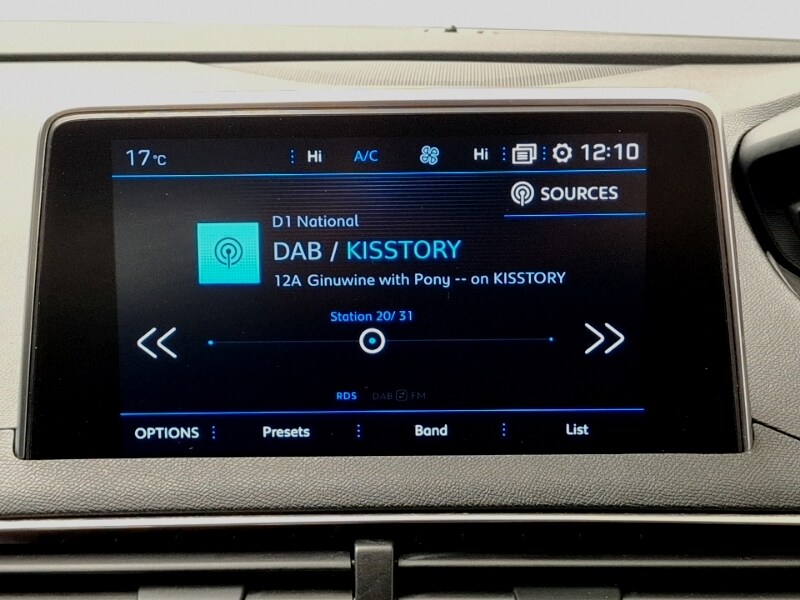 17°C Hi A/C Hi 12:10
SOURCES
D1 National
DAB / KISSTORY
12A Ginuwine with Pony -- on KISSTORY
Station 20/ 31
RDS DAB FM
OPTIONS Presets Band List